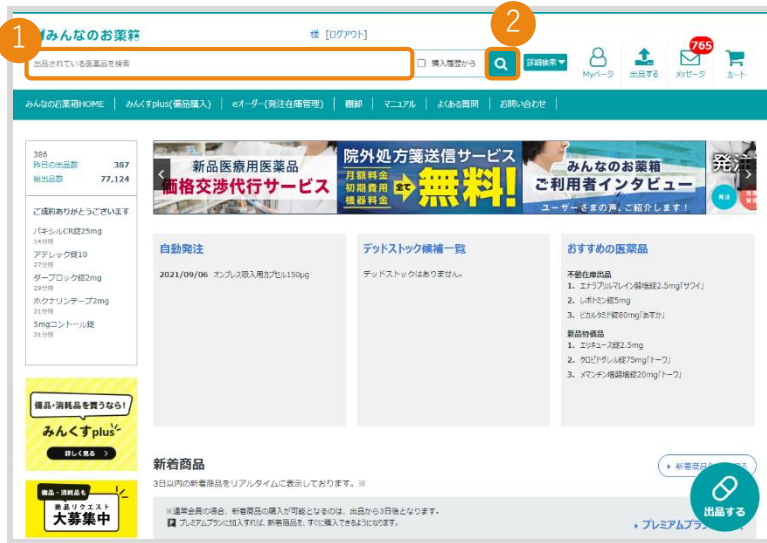 1
2
みんなのお薬箱
様 [ログアウト]
出品されている医薬品を検索
購入履歴から
詳細検索
765
Myページ
出品する
メッセージ
カート
みんなのお薬箱HOME
みんくすplus(備品購入)
eオーダー(発注在庫管理)
棚卸
マニュアル
よくある質問
お問い合わせ
386
昨日の出品数 387
総出品数 77,124
ご成約ありがとうございます
パキシルCR錠25mg
14分前
アテレック錠10
27分前
ダーブロック錠2mg
29分前
ホクナリンテープ2mg
31分前
5mgコントール錠
31分前
新品医療用医薬品
価格交渉代行サービス
院外処方箋送信サービス
月額料金
初期費用
機器料金
全て
無料!
みんなのお薬箱
ご利用者インタビュー
ユーザーさまの声、ご紹介します!
発注
自動発注
2021/09/06 オンブレス吸入用カプセル150μg
デッドストック候補一覧
デッドストックはありません。
おすすめの医薬品
不動在庫出品
1. エナラプルマレイン酸塩錠2.5mg「サワイ」
2. レボトミン錠5mg
3. ビカルタミド錠80mg「あすか」
新品特価品
1. エリキュース錠2.5mg
2. クロピドグレル錠75mg「トーワ」
3. メマンチン塩酸塩錠20mg「トーワ」
備品・消耗品を買うなら!
みんくすplus
詳しく見る
備品・消耗品も
商品リクエスト
大募集中
新着商品
3日以内の新着商品をリアルタイムに表示しております。※
新着商品
る
※通常会員の場合、新着商品の購入が可能となるのは、出品から3日後となります。
プレミアムプランに加入すれば、新着商品を、すぐに購入できるようになります。
プレミアムプラ
出品する